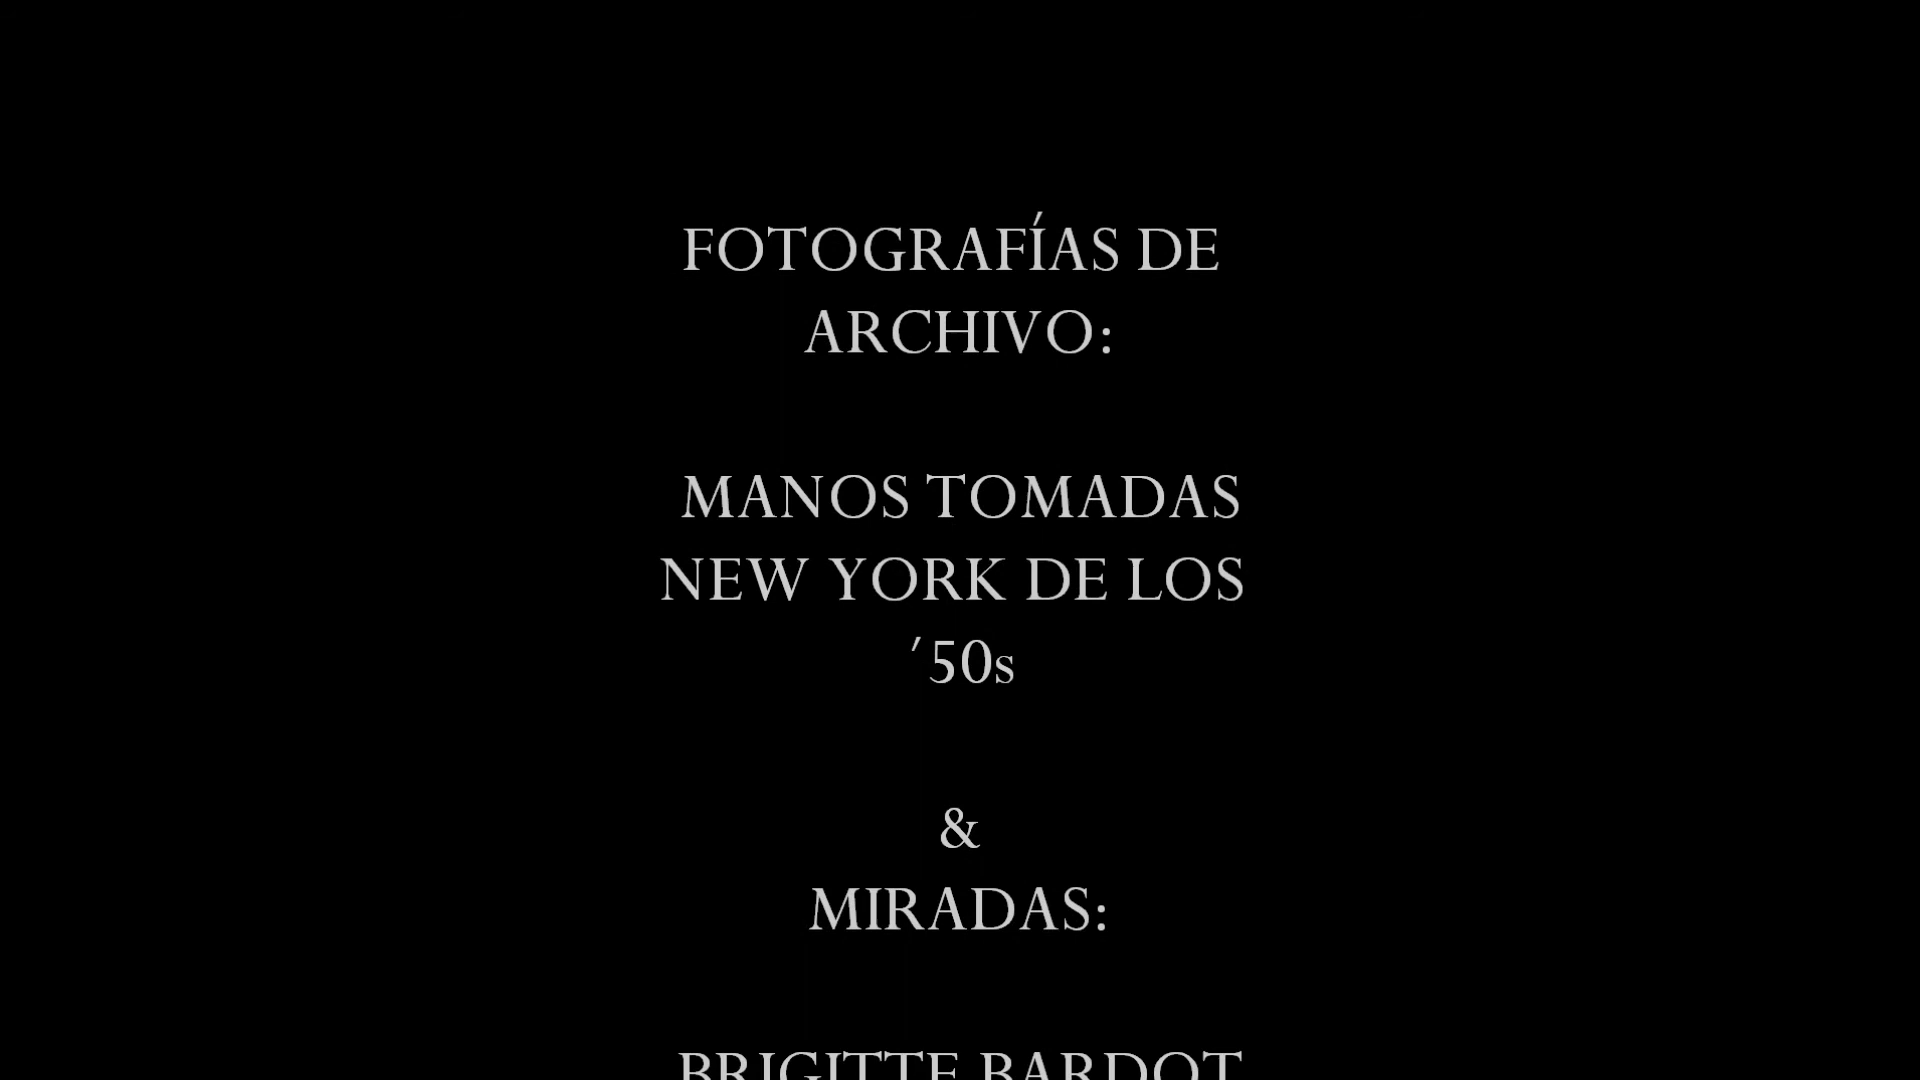 FOTOGRAFÍAS DE
ARCHIVO:
MANOS TOMADAS
NEW YORK DE LOS
´50s
&
MIRADAS:
BRIGITTE BARDOT